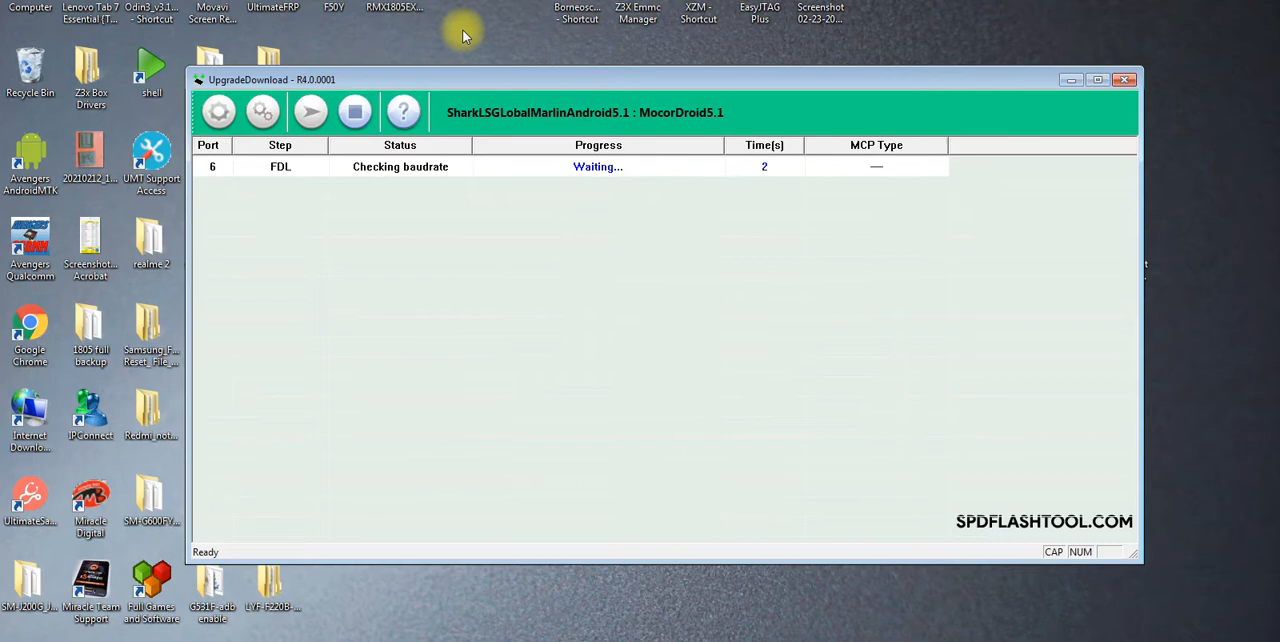 Computer
Lenovo Tab 7
Essential {T...
Odin3_v3.1...
- Shortcut
Movavi
Screen Re...
UltimateFRP
F50Y
RMX1805EX...
Borneosc...
- Shortcut
Z3X Emmc
Manager
XZM -
Shortcut
EasyJTAG
Plus
Screenshot
02-23-20...
Recycle Bin
Z3x Box
Drivers
shell
Avengers
AndroidMTK
20210212_1...
UMT Support
Access
Avengers
Qualcomm
Screenshot...
Acrobat
realme 2
Google
Chrome
1805 full
backup
Samsung_F...
Reset_File_...
Internet
Downlo...
IPConnect
Redmi_not...
UltimateSa...
Miracle
Digital
SM-G600FY...
SM-J200G_J...
Miracle Team
Support
Full Games
and Software
G531F-adb
enable
LYF-F220B-...
UpgradeDownload - R4.0.0001
SharkLSGLobalMarlinAndroid5.1 : MocorDroid5.1
Port Step Status Progress Time(s) MCP Type
6 FDL Checking baudrate Waiting... 2 —
SPDFLASHTOOL.COM
Ready CAP NUM